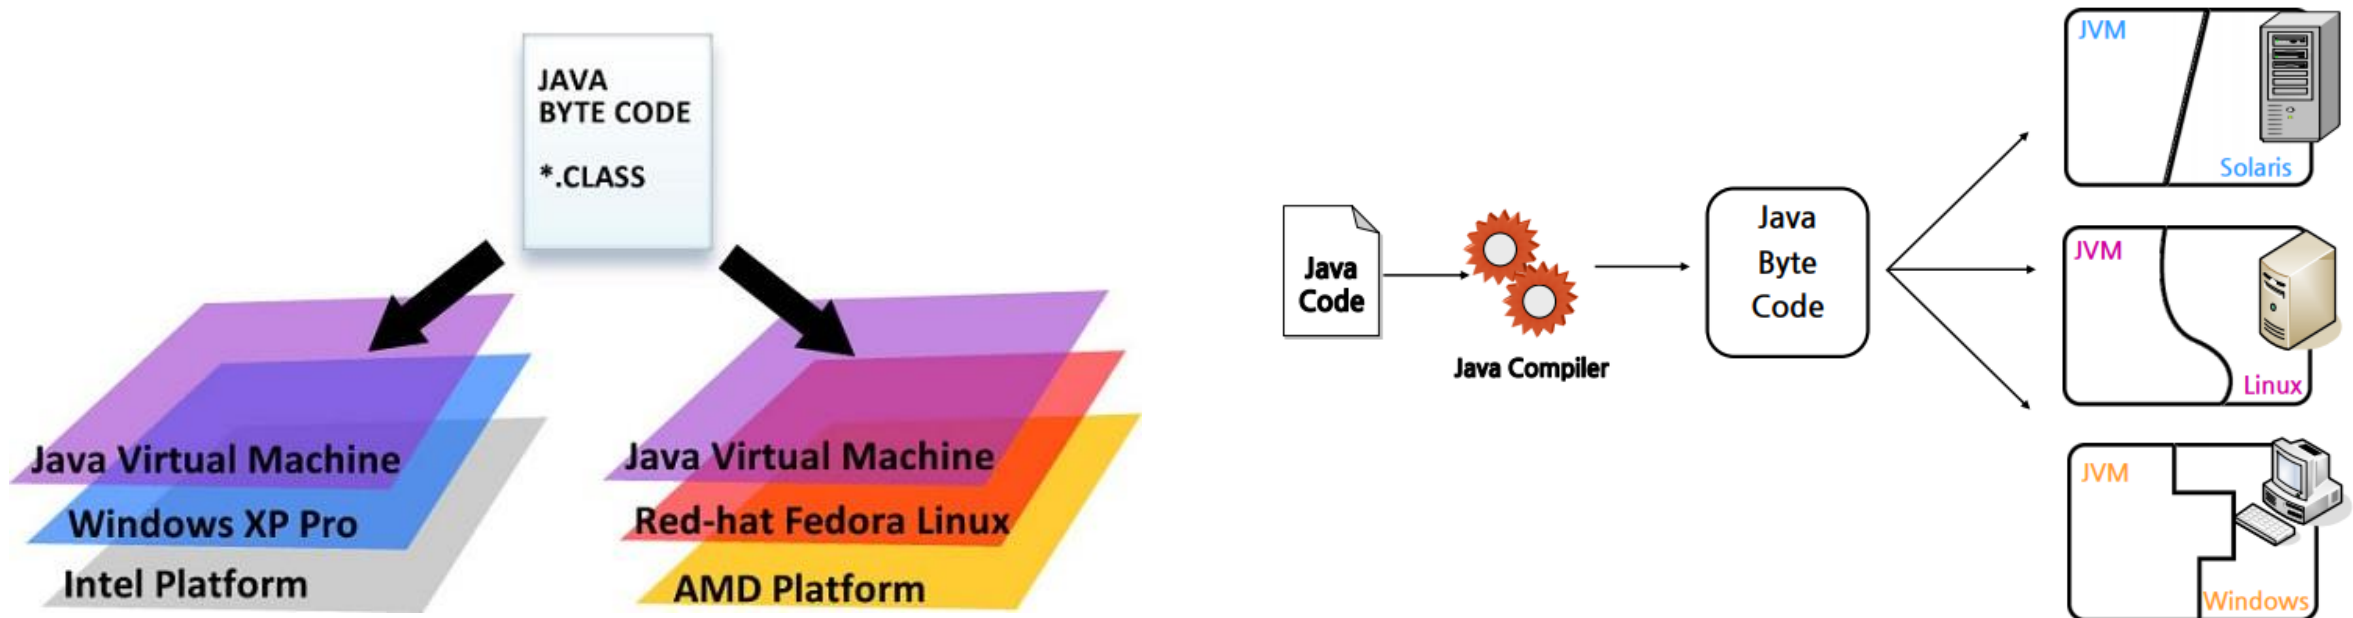 JAVA
BYTE CODE
*.CLASS
Java Virtual Machine
Windows XP Pro
Intel Platform
Java Virtual Machine
Red-hat Fedora Linux
AMD Platform
Java
Code
Java Compiler
Java
Byte
Code
JVM
Solaris
JVM
Linux
JVM
Windows